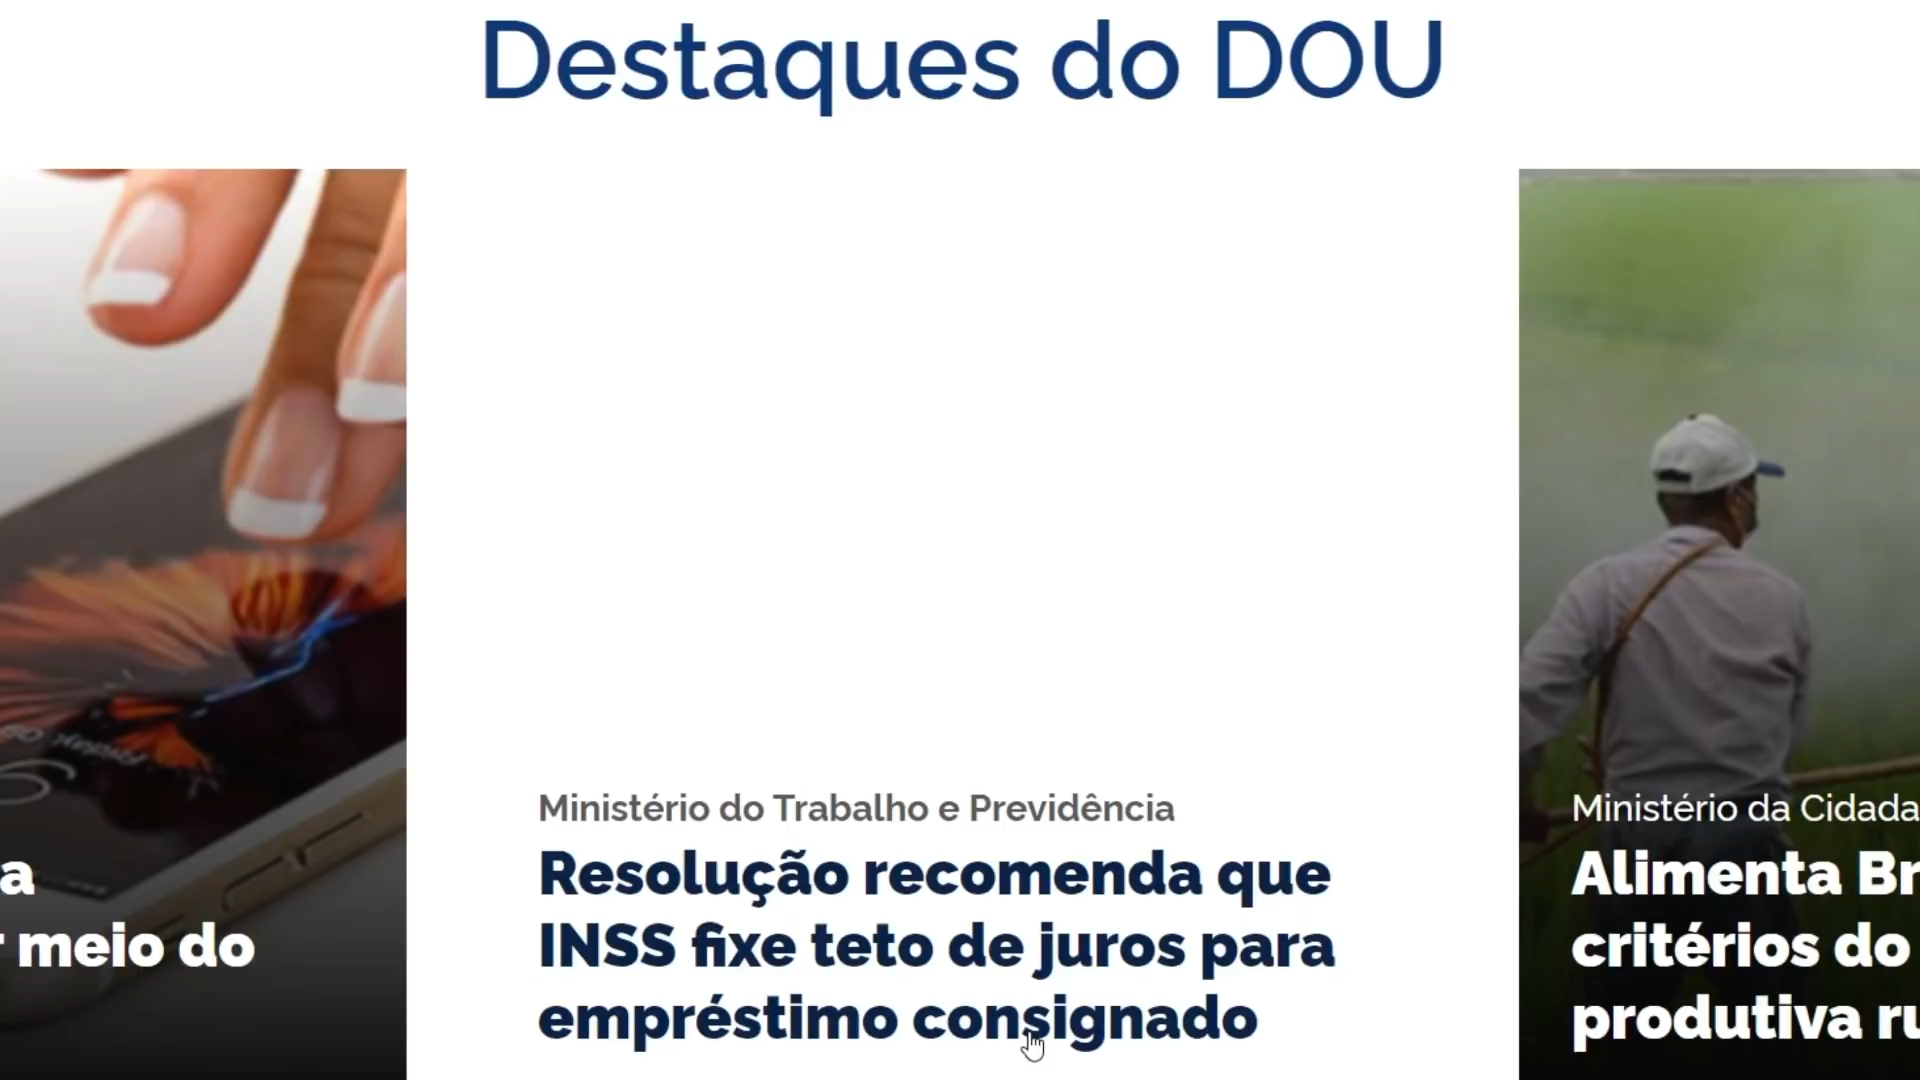 Destaques do DOU
a
r meio do
Ministério do Trabalho e Previdência
Resolução recomenda que
INSS fixe teto de juros para
empréstimo consignado
Ministério da Cidada
Alimenta Br
critérios do
produtiva ru